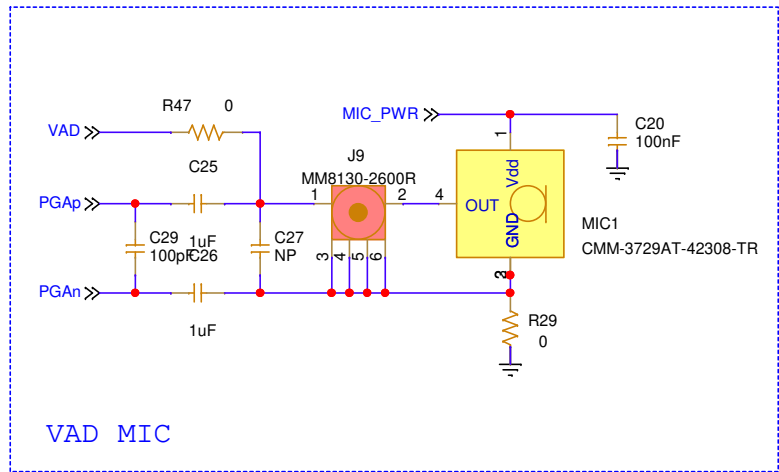 R47 0
MIC_PWR
VAD
C20
100nF
1
J9
C25
MM8130-2600R
Vdd
PGAp
1
2
4
OUT
MIC1
C29
100pF
1uF
C26
C27
NP
GND
CMM-3729AT-42308-TR
3
4
5
6
PGAn
R29
0
1uF
VAD MIC